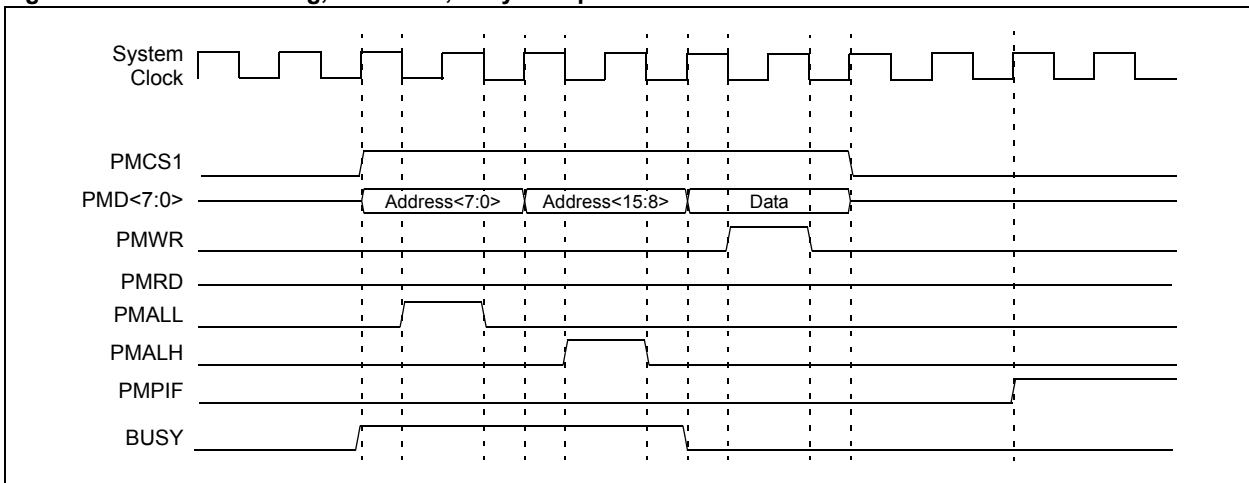 System
Clock
PMCS1
PMD<7:0>
Address<7:0> Address<15:8> Data
PMWR
PMRD
PMALL
PMALH
PMPIF
BUSY